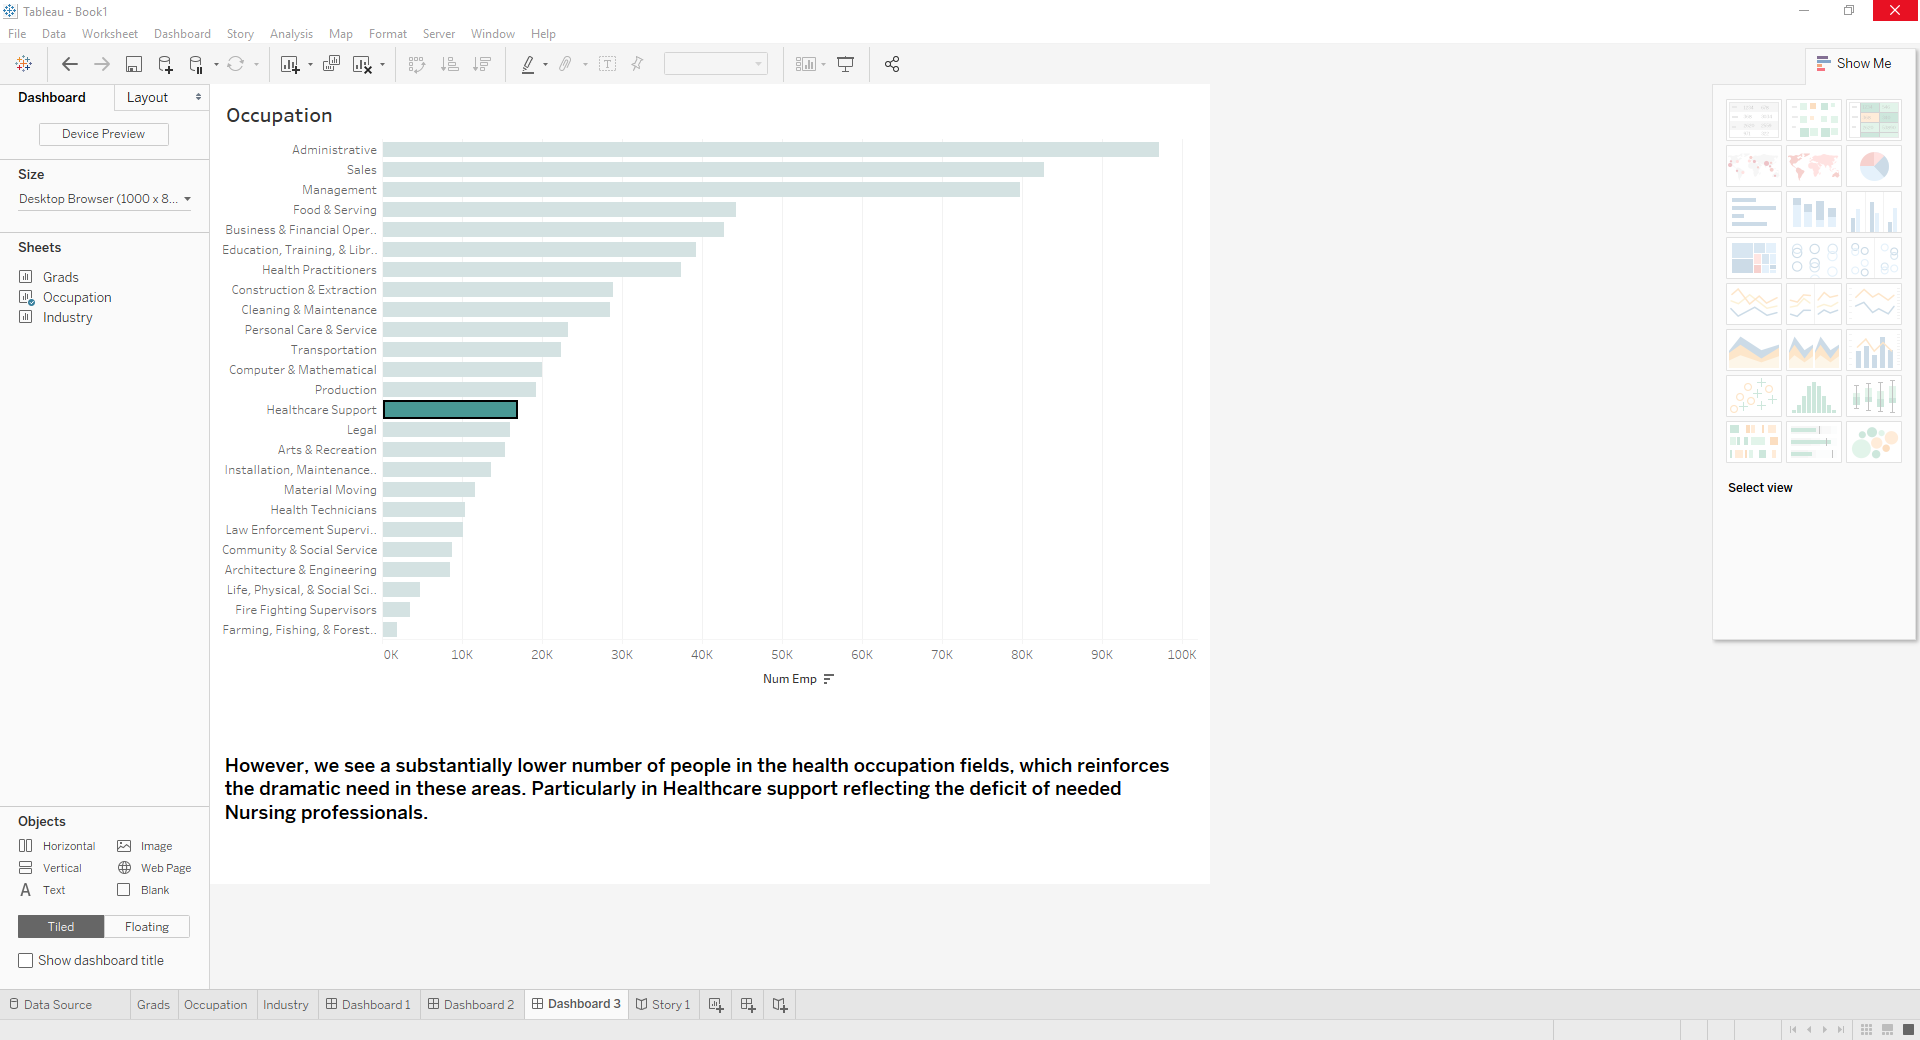 Tableau - Book1
File Data Worksheet Dashboard Story Analysis Map Format Server Window Help
Show Me
Dashboard Layout
Device Preview
Size
Desktop Browser (1000 x 8...
Sheets
Grads
Occupation
Industry
Occupation
Administrative
Sales
Management
Food & Serving
Business & Financial Oper..
Education, Training, & Libr..
Health Practitioners
Construction & Extraction
Cleaning & Maintenance
Personal Care & Service
Transportation
Computer & Mathematical
Production
Healthcare Support
Legal
Arts & Recreation
Installation, Maintenance..
Material Moving
Health Technicians
Law Enforcement Supervi..
Community & Social Service
Architecture & Engineering
Life, Physical, & Social Sci..
Fire Fighting Supervisors
Farming, Fishing, & Forest..
0K 10K 20K 30K 40K 50K 60K 70K 80K 90K 100K
Num Emp
However, we see a substantially lower number of people in the health occupation fields, which reinforces
the dramatic need in these areas. Particularly in Healthcare support reflecting the deficit of needed
Nursing professionals.
Select view
Objects
Horizontal Image
Vertical Web Page
Text Blank
Tiled Floating
Show dashboard title
Data Source Grads Occupation Industry Dashboard 1 Dashboard 2 Dashboard 3 Story 1